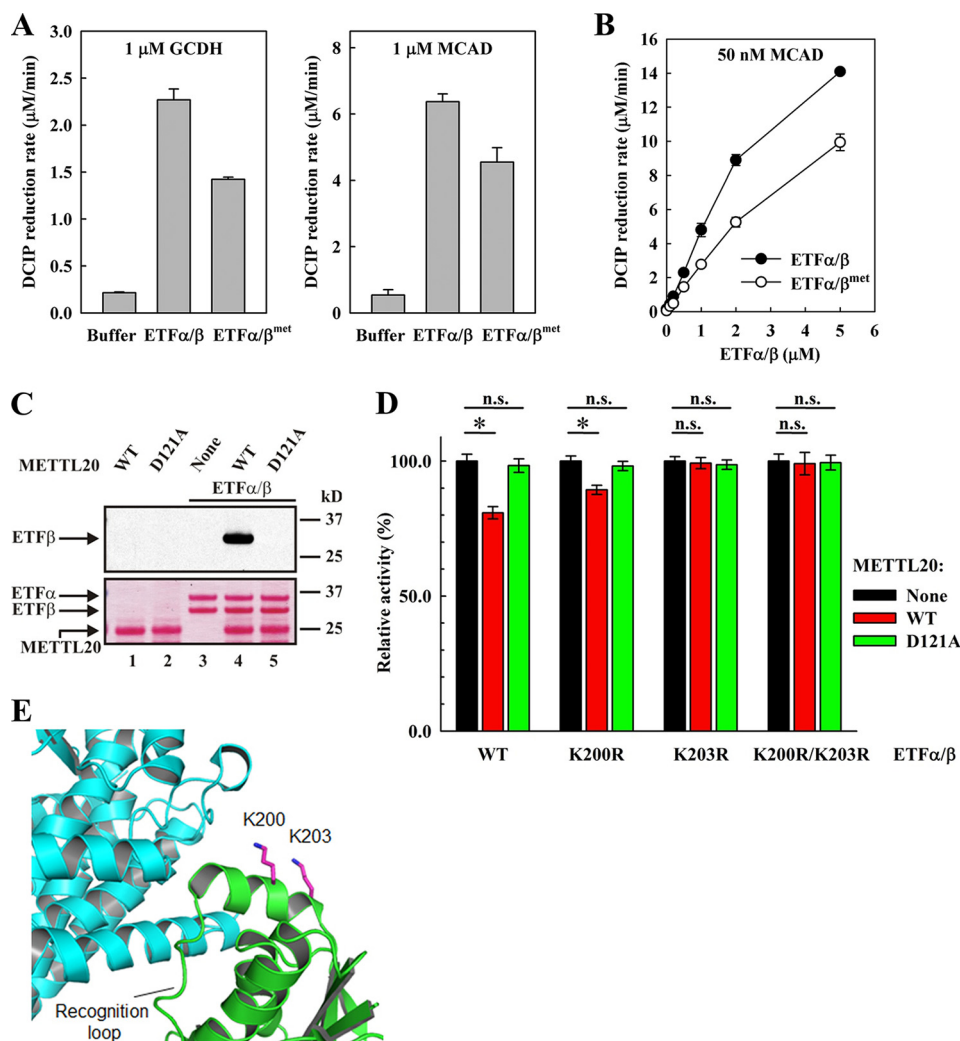 A
1 μM GCDH
DCIP reduction rate (μM/min)
3.0
2.5
2.0
1.5
1.0
0.5
0.0
Buffer ETFα/β ETFα/βmet
1 μM MCAD
DCIP reduction rate (μM/min)
8
6
4
2
0
Buffer ETFα/β ETFα/βmet
B
50 nM MCAD
DCIP reduction rate (μM/min)
16
14
12
10
8
6
4
2
0
ETFα/β
ETFα/βmet
0 1 2 3 4 5 6
ETFα/β (μM)
C
METTL20 WT D121A None WT D121A
ETFα/β
kD
ETFβ
37
25
ETFα
ETFβ
METTL20
37
25
1 2 3 4 5
D
n.s. n.s. n.s. n.s.
* * n.s. n.s.
Relative activity (%)
100.0
50.0
0.0
METTL20:
None
WT
D121A
WT K200R K203R K200R/K203R ETFα/β
E
K200
K203
Recognition
loop